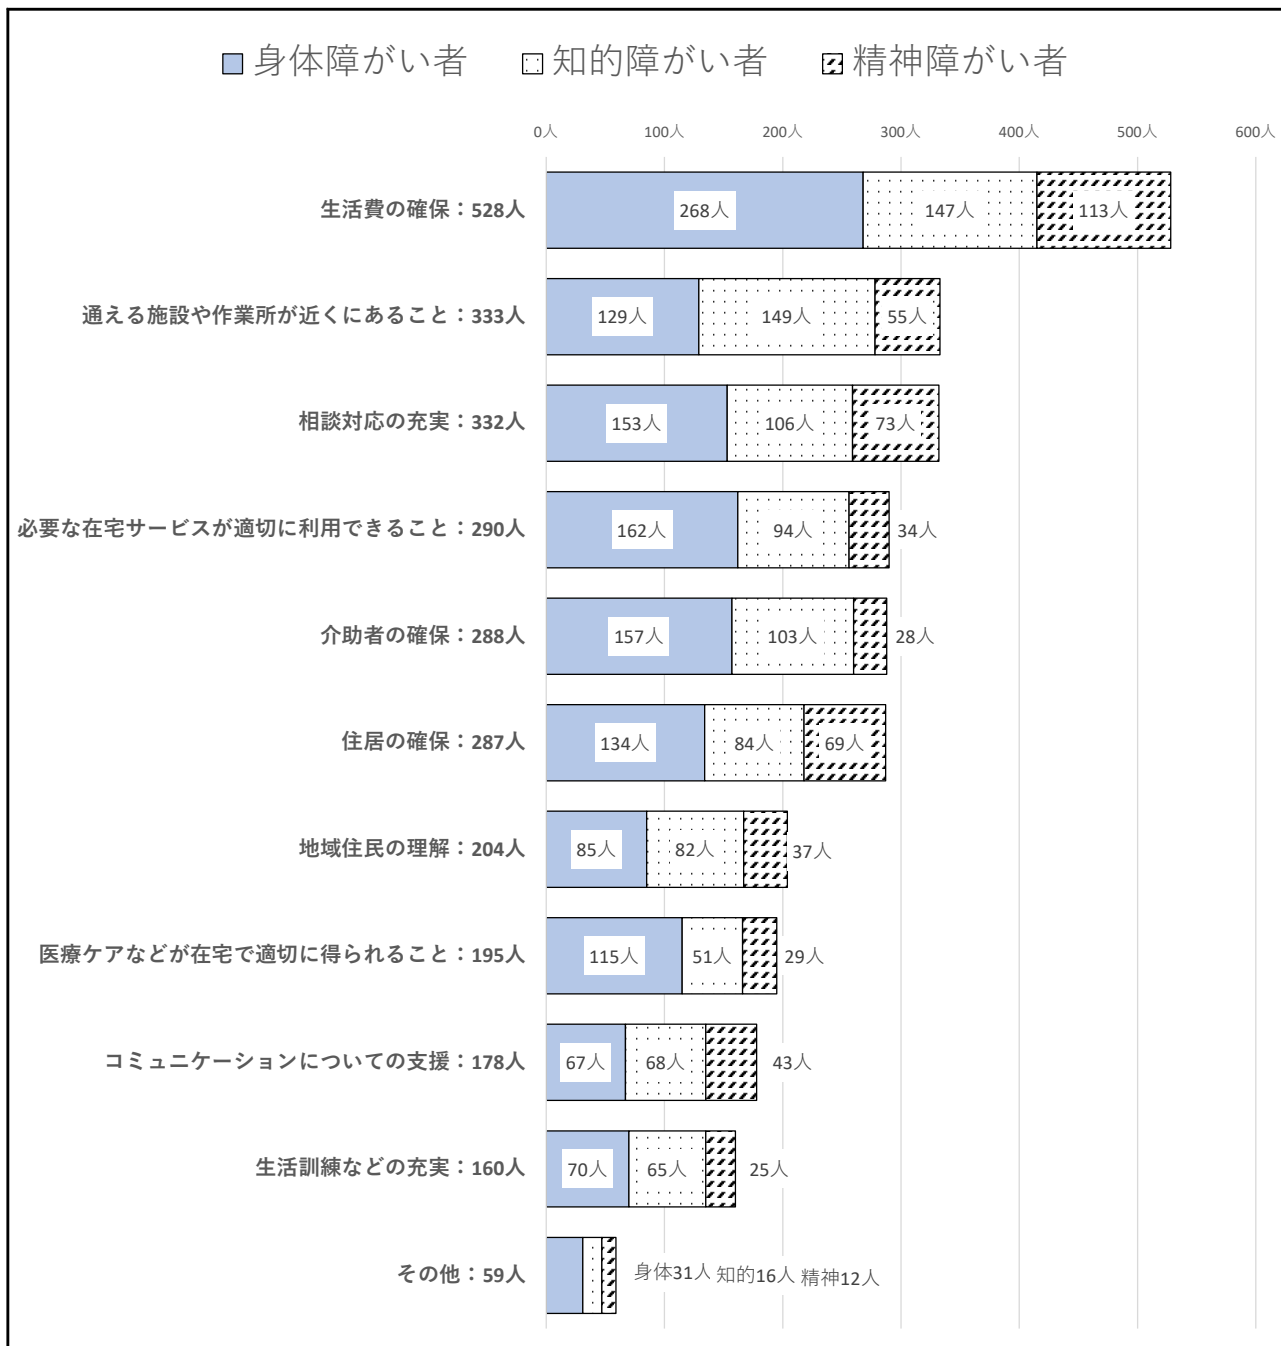 身体障がい者 知的障がい者 精神障がい者
0人 100人 200人 300人 400人 500人 600人
生活費の確保：528人 268人 147人 113人
通える施設や作業所が近くにあること：333人 129人 149人 55人
相談対応の充実：332人 153人 106人 73人
必要な在宅サービスが適切に利用できること：290人 162人 94人 34人
介助者の確保：288人 157人 103人 28人
住居の確保：287人 134人 84人 69人
地域住民の理解：204人 85人 82人 37人
医療ケアなどが在宅で適切に得られること：195人 115人 51人 29人
コミュニケーションについての支援：178人 67人 68人 43人
生活訓練などの充実：160人 70人 65人 25人
その他：59人 身体31人 知的16人 精神12人